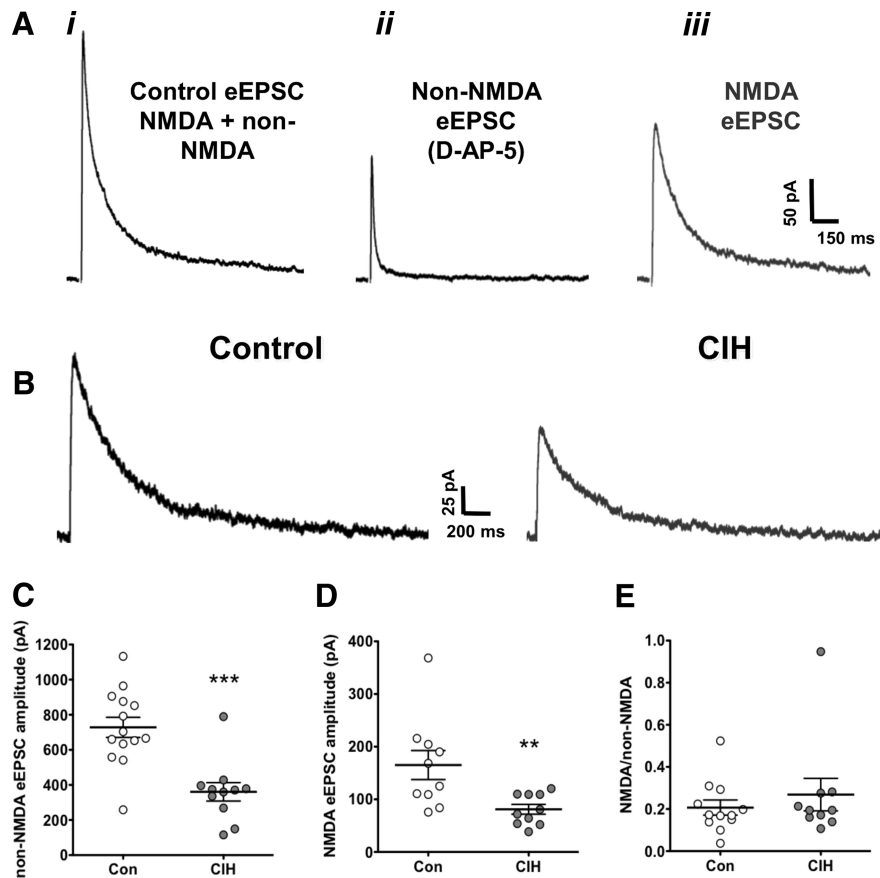 A
i
ii
iii
Control eEPSC
NMDA + non-
NMDA
Non-NMDA
eEPSC
(D-AP-5)
NMDA
eEPSC
50 pA
150 ms
B
Control
CIH
25 pA
200 ms
C
non-NMDA eEPSC amplitude (pA)
1200
1000
800
600
400
200
0
***
Con
CIH
D
NMDA eEPSC amplitude (pA)
400
300
200
100
0
**
Con
CIH
E
NMDA/non-NMDA
1.0
0.8
0.6
0.4
0.2
0.0
Con
CIH